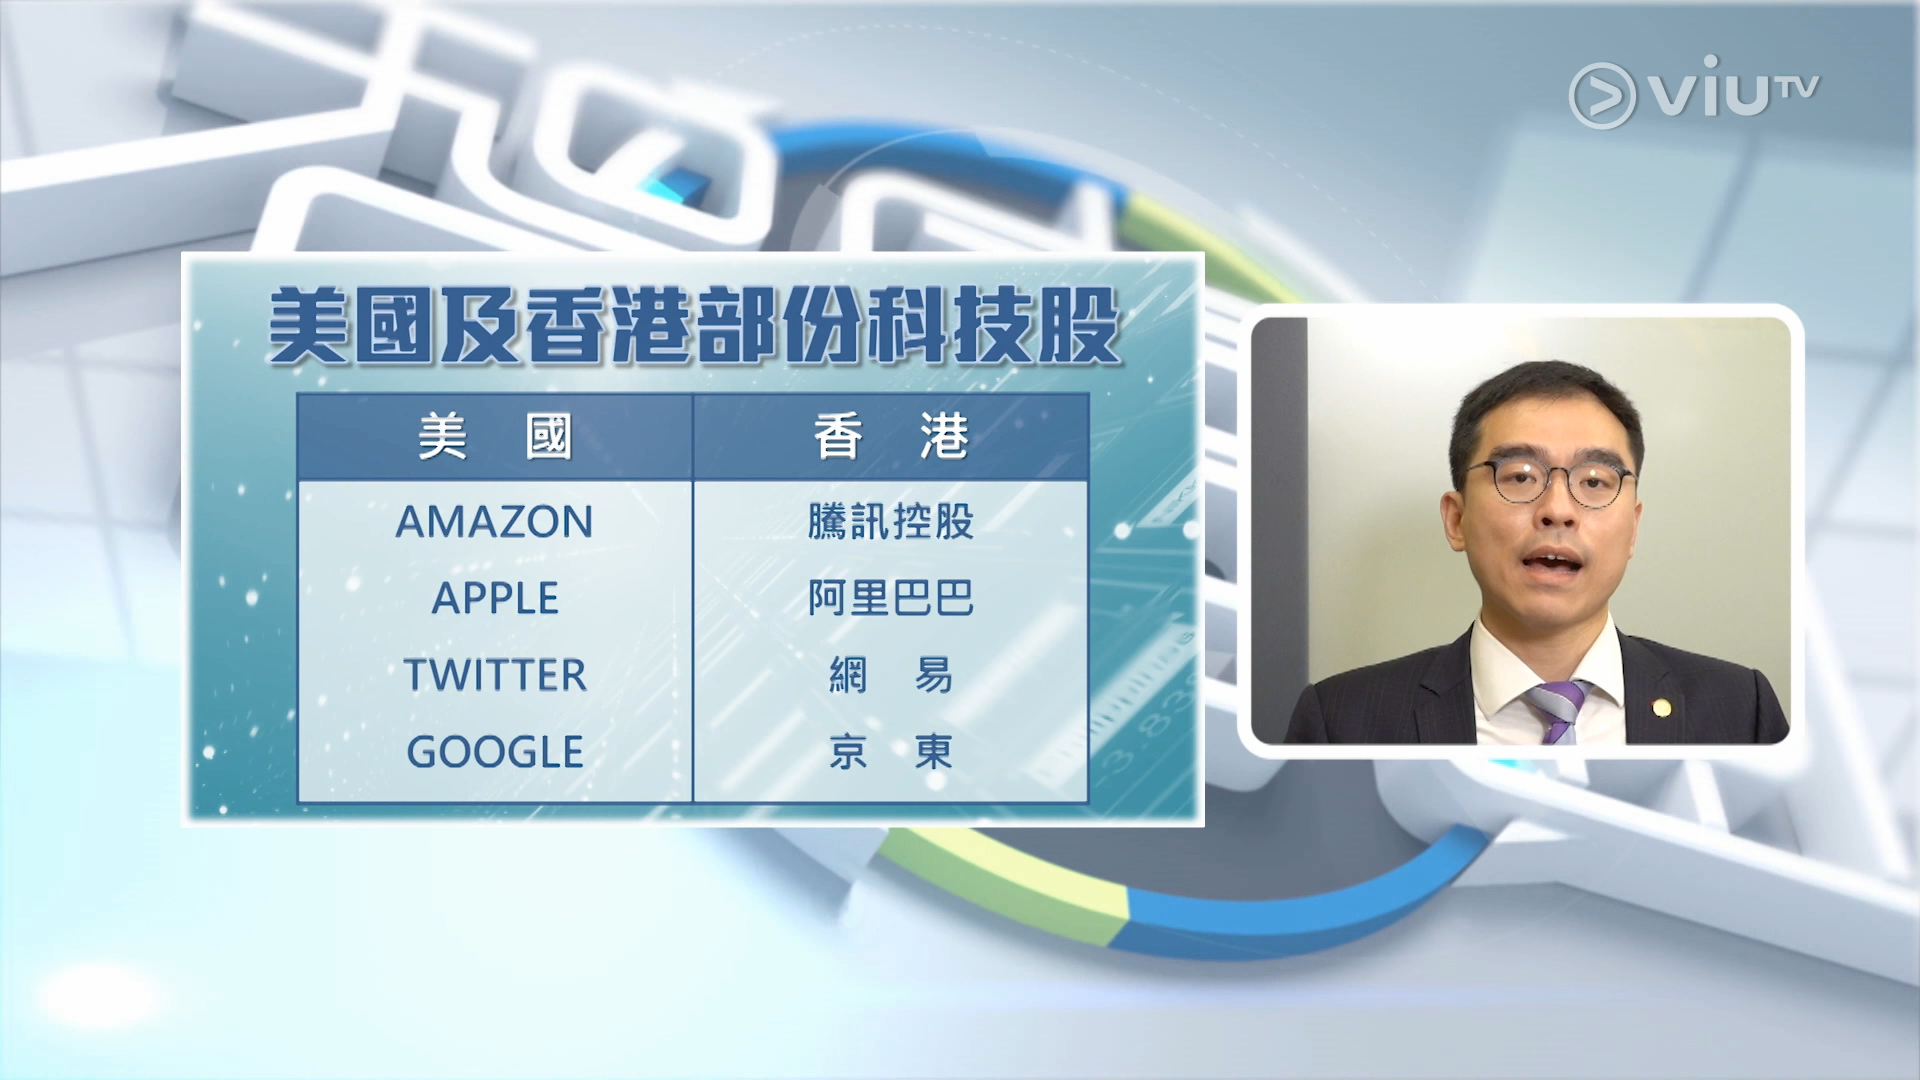 viuTV
美國及香港部份科技股
美國 香港
AMAZON 騰訊控股
APPLE 阿里巴巴
TWITTER 網易
GOOGLE 京東